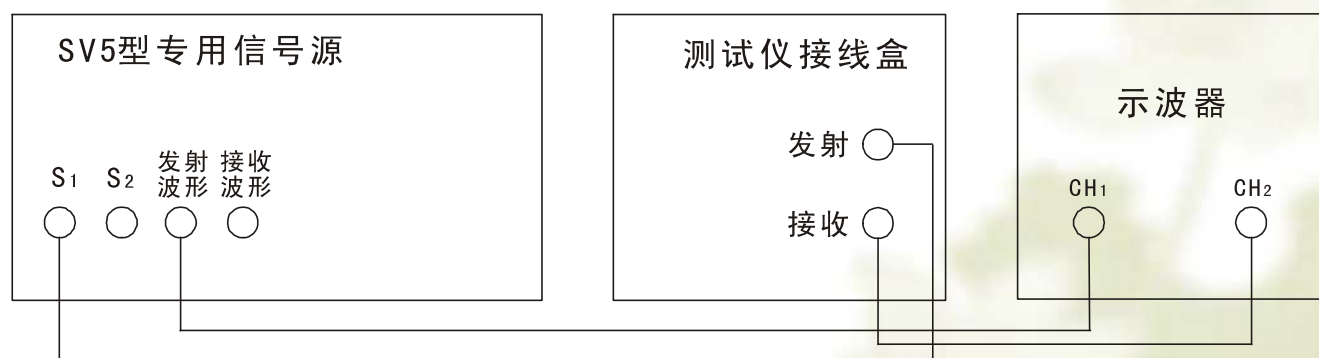 SV5型专用信号源
测试仪接线盒
示波器
发射
接收
S1
S2
发射
波形
接收
波形
CH1
CH2